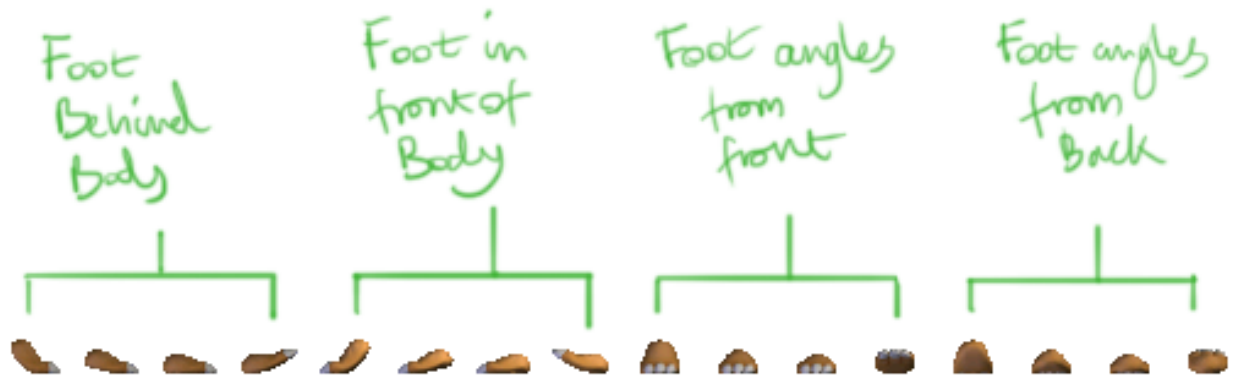 Foot
Behind
Body
Foot in
front of
Body
Foot angles
from
front
Foot angles
from
Back